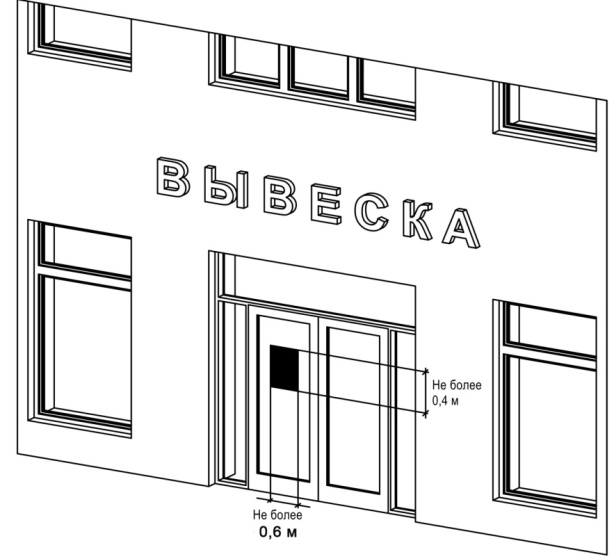 ВЫВЕСКА
Не более
0,4 м
Не более
0,6 м